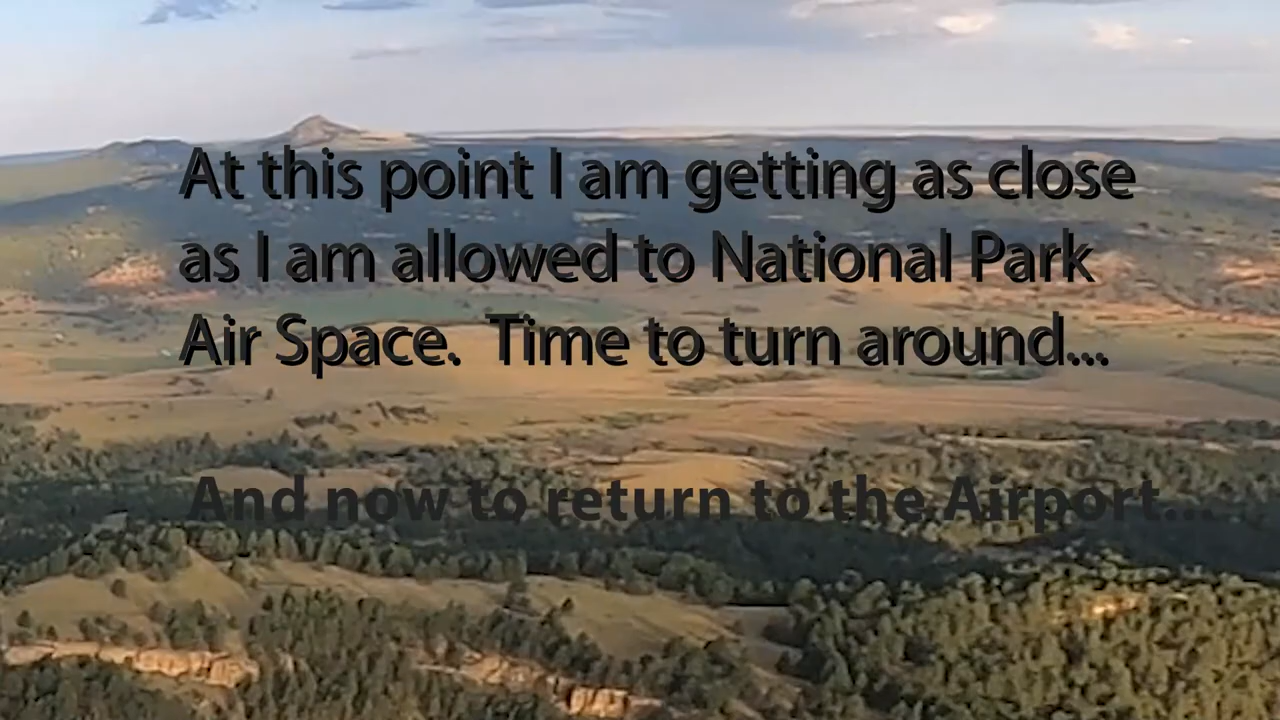 At this point I am getting as close
as I am allowed to National Park
Air Space.  Time to turn around...
And now to return to the Airport...